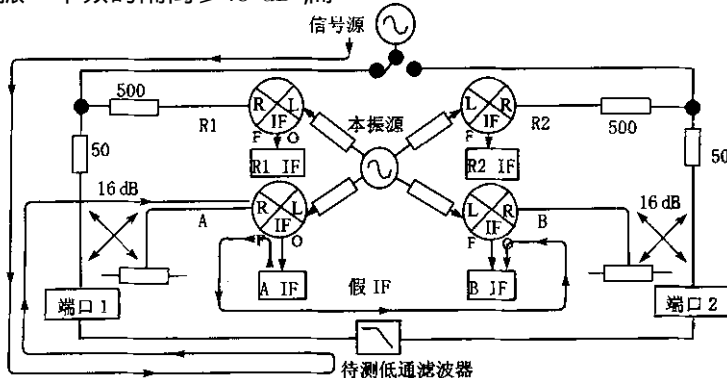 信号源
500
R
L
IF
R1
F
O
R1 IF
50
本振源
L
R
IF
R2
500
F
R2 IF
50
16 dB
A
R
L
IF
F
O
A IF
假 IF
L
R
IF
B
F
O
B IF
16 dB
端口 1
端口 2
待测低通滤波器